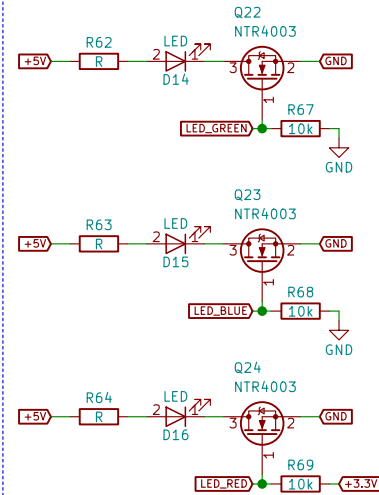 Q22
NTR4003
+5V
R62
R
2
LED
1
D14
3
2
GND
1
LED_GREEN
R67
10k
GND
Q23
NTR4003
+5V
R63
R
2
LED
1
D15
3
2
GND
1
LED_BLUE
R68
10k
GND
Q24
NTR4003
+5V
R64
R
2
LED
1
D16
3
2
GND
1
LED_RED
R69
10k
+3.3V